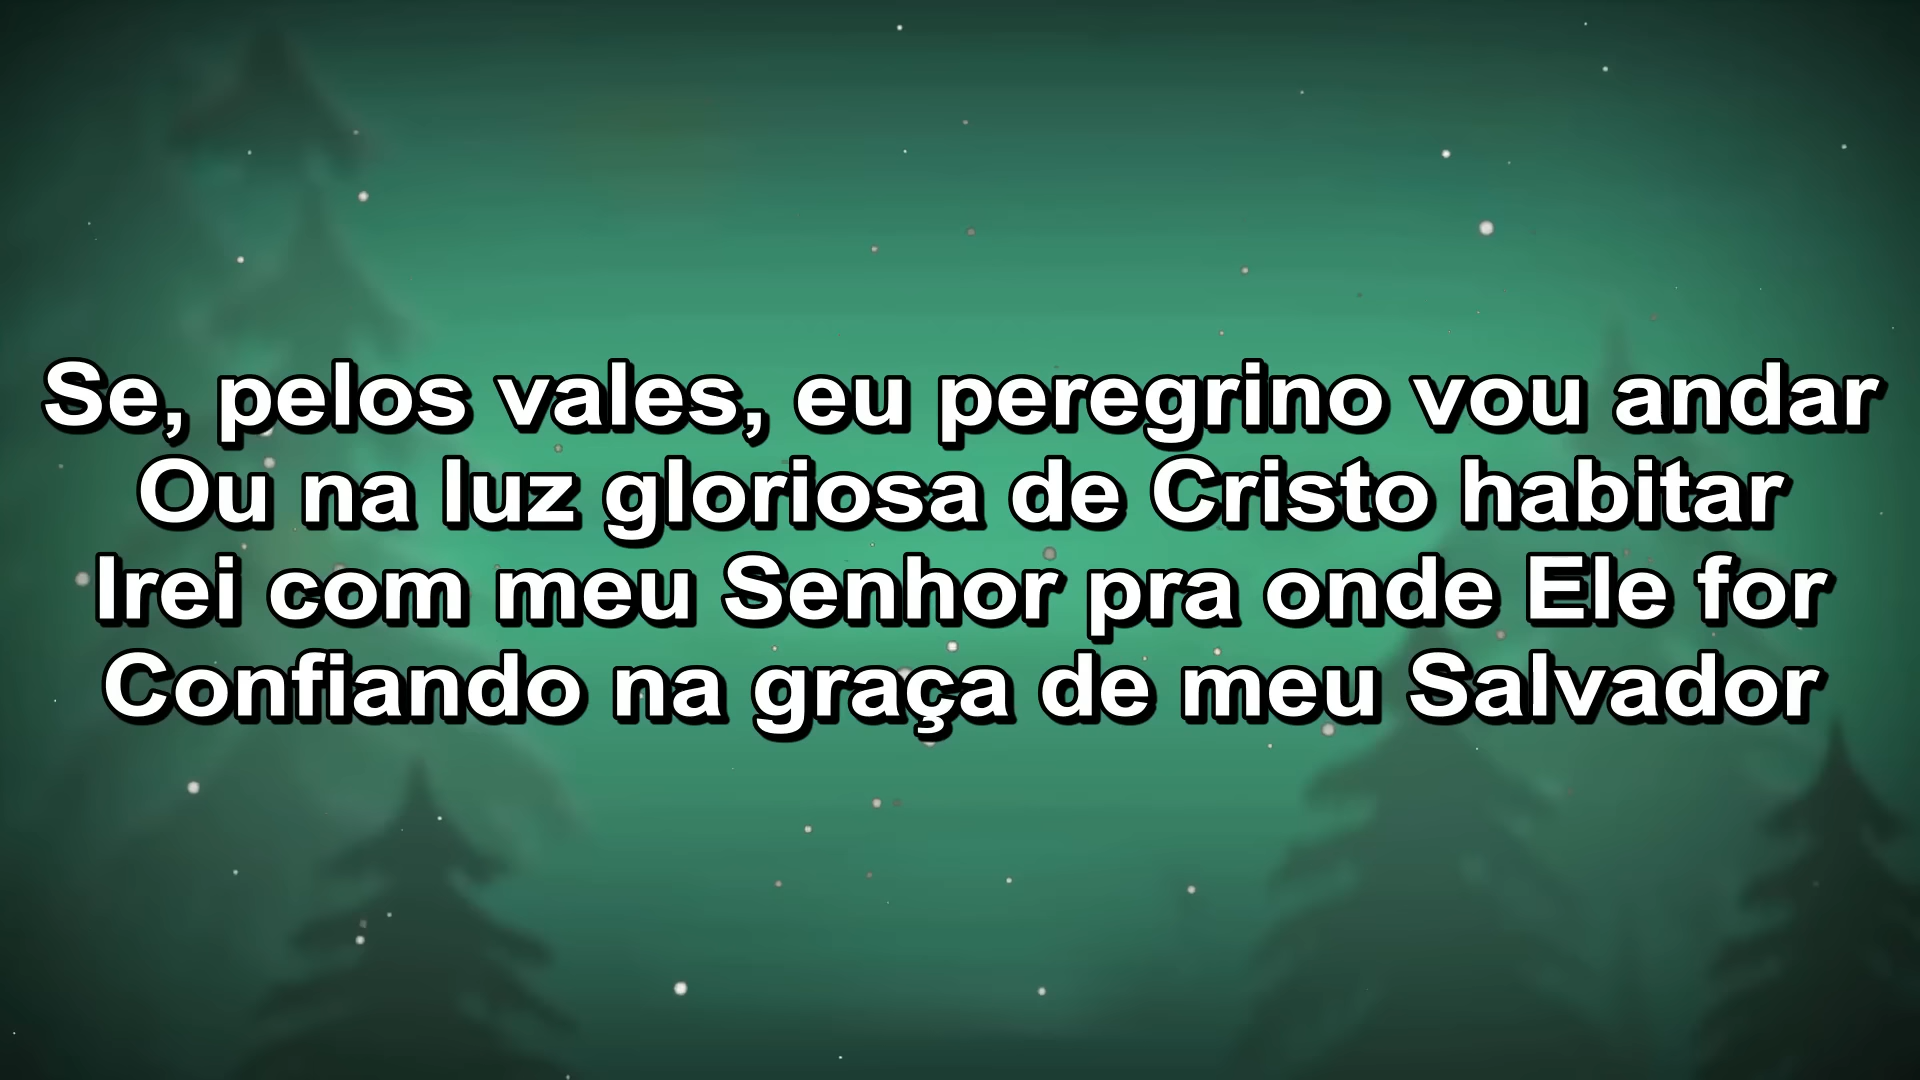 Se, pelos vales, eu peregrino vou andar
Ou na luz gloriosa de Cristo habitar
Irei com meu Senhor pra onde Ele for
Confiando na graça de meu Salvador